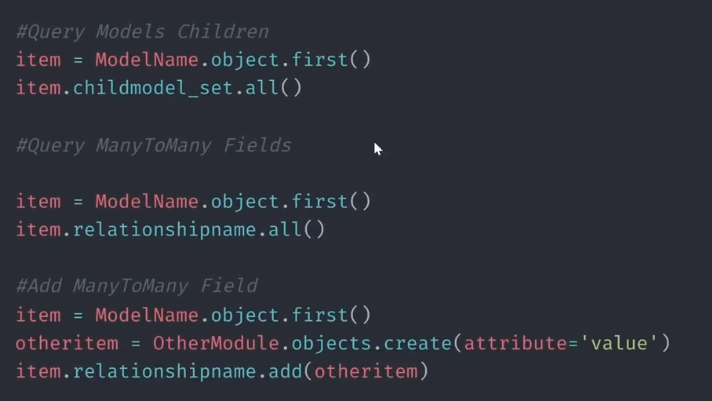 #Query Models Children
item = ModelName.object.first()
item.childmodel_set.all()
#Query ManyToMany Fields
item = ModelName.object.first()
item.relationshipname.all()
#Add ManyToMany Field
item = ModelName.object.first()
otheritem = OtherModule.objects.create(attribute='value')
item.relationshipname.add(otheritem)